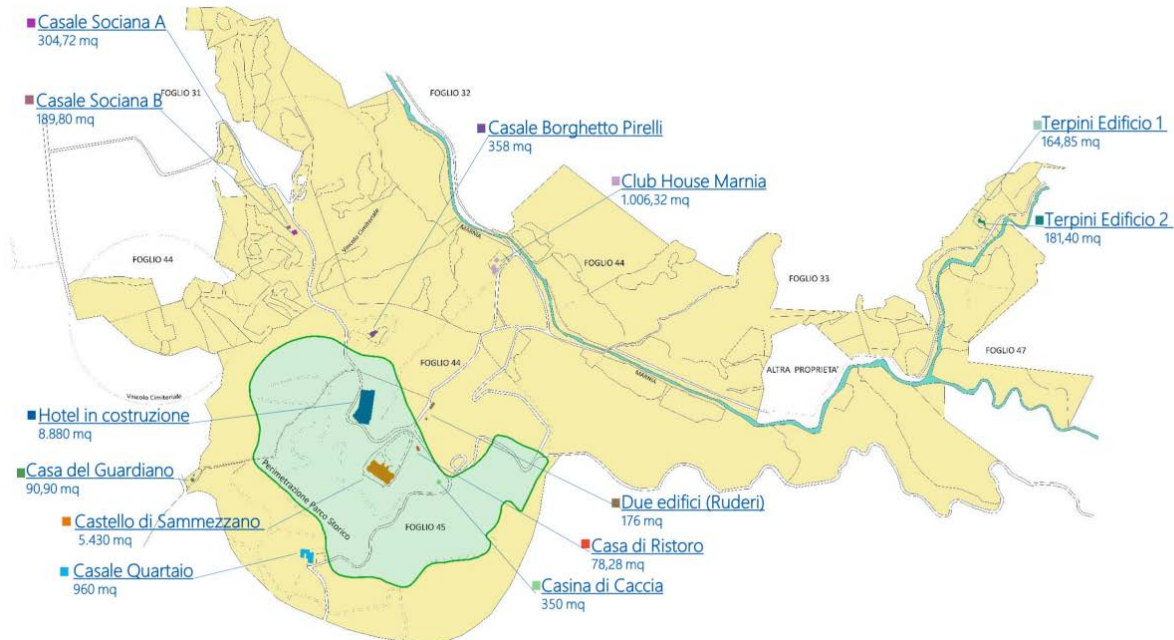 Casale Sociana A
304,72 mq
FOGLIO 31
FOGLIO 32
Casale Sociana B
189,80 mq
Casale Borghetto Pirelli
358 mq
Terpini Edificio 1
164,85 mq
Club House Marnia
1.006,32 mq
Terpini Edificio 2
181,40 mq
Vincolo Cimiteriale
MARNIA
FOGLIO 44
FOGLIO 44
FOGLIO 33
FOGLIO 47
FOGLIO 44
ALTRA PROPRIETA'
MARNIA
Vincolo Cimiteriale
Hotel in costruzione
8.880 mq
Casa del Guardiano
90,90 mq
Perimetrazione Parco Storico
Castello di Sammezzano
5.430 mq
FOGLIO 45
Due edifici (Ruderi)
176 mq
Casa di Ristoro
78,28 mq
Casale Quartaio
960 mq
Casina di Caccia
350 mq